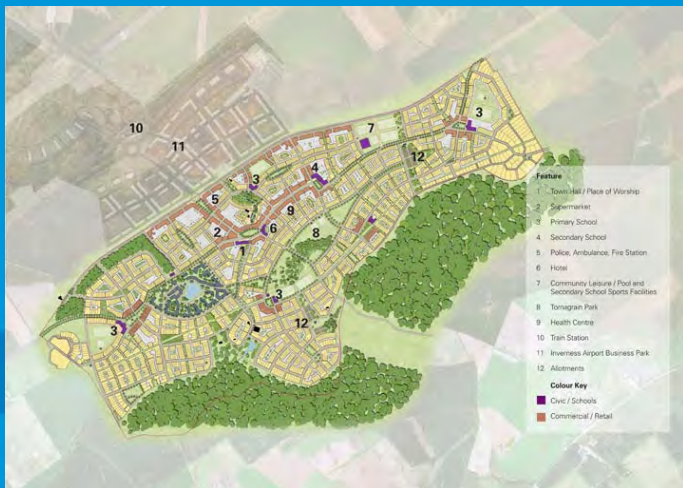 10
11
7
3
12
4
3
5
9
2
6
8
1
3
12
3
Feature
1 Town Hall / Place of Worship
2 Supermarket
3 Primary School
4 Secondary School
5 Police, Ambulance, Fire Station
6 Hotel
7 Community Leisure / Pool and
Secondary School Sports Facilities
8 Tornagrain Park
9 Health Centre
10 Train Station
11 Inverness Airport Business Park
12 Allotments
Colour Key
Civic / Schools
Commercial / Retail